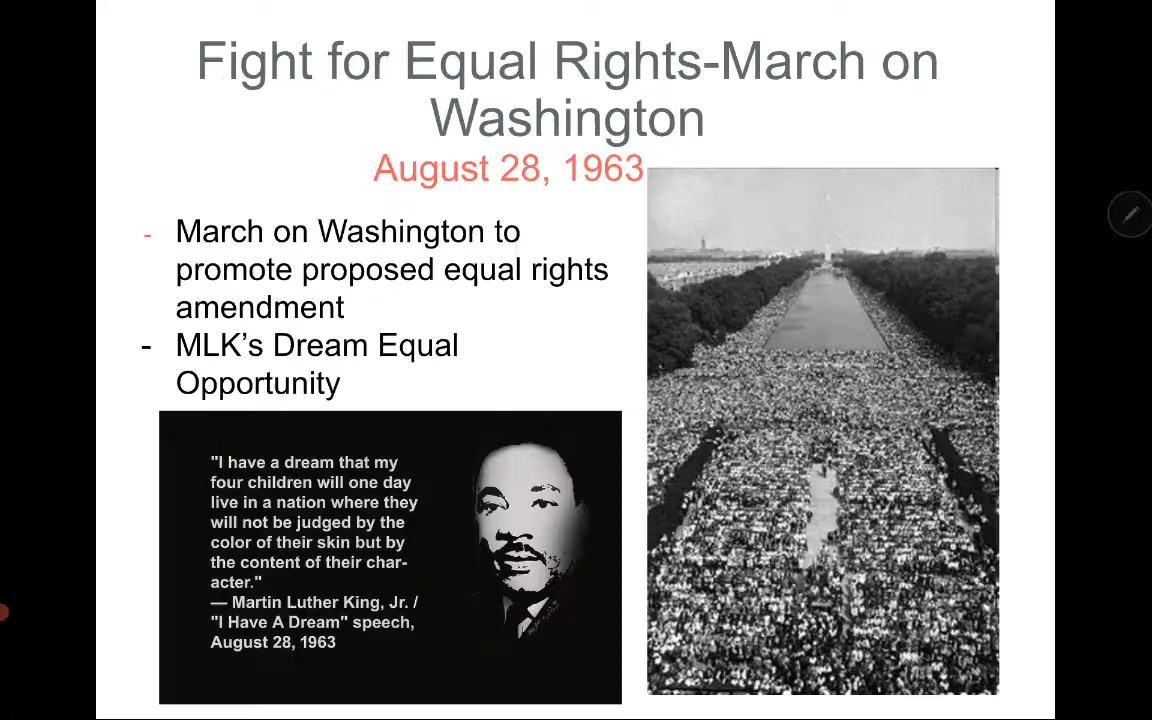 Fight for Equal Rights-March on
Washington
August 28, 1963
- March on Washington to
promote proposed equal rights
amendment
- MLK’s Dream Equal
Opportunity
"I have a dream that my
four children will one day
live in a nation where they
will not be judged by the
color of their skin but by
the content of their char-
acter."
— Martin Luther King, Jr. /
"I Have A Dream" speech,
August 28, 1963